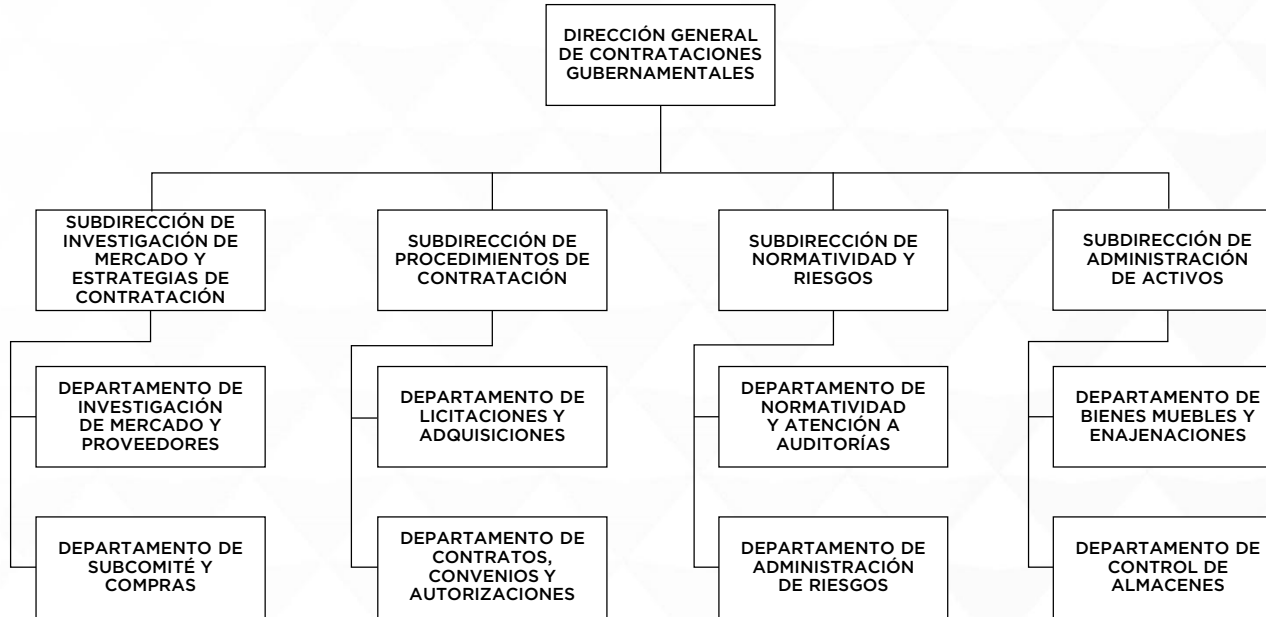 DIRECCIÓN GENERAL
DE CONTRATACIONES
GUBERNAMENTALES
SUBDIRECCIÓN DE
INVESTIGACIÓN DE
MERCADO Y
ESTRATEGIAS DE
CONTRATACIÓN
SUBDIRECCIÓN DE
PROCEDIMIENTOS DE
CONTRATACIÓN
SUBDIRECCIÓN DE
NORMATIVIDAD Y
RIESGOS
SUBDIRECCIÓN DE
ADMINISTRACIÓN
DE ACTIVOS
DEPARTAMENTO DE
INVESTIGACIÓN
DE MERCADO Y
PROVEEDORES
DEPARTAMENTO DE
LICITACIONES Y
ADQUISICIONES
DEPARTAMENTO DE
NORMATIVIDAD
Y ATENCIÓN A
AUDITORÍAS
DEPARTAMENTO DE
BIENES MUEBLES Y
ENAJENACIONES
DEPARTAMENTO DE
SUBCOMITÉ Y
COMPRAS
DEPARTAMENTO DE
CONTRATOS,
CONVENIOS Y
AUTORIZACIONES
DEPARTAMENTO DE
ADMINISTRACIÓN
DE RIESGOS
DEPARTAMENTO DE
CONTROL DE
ALMACENES